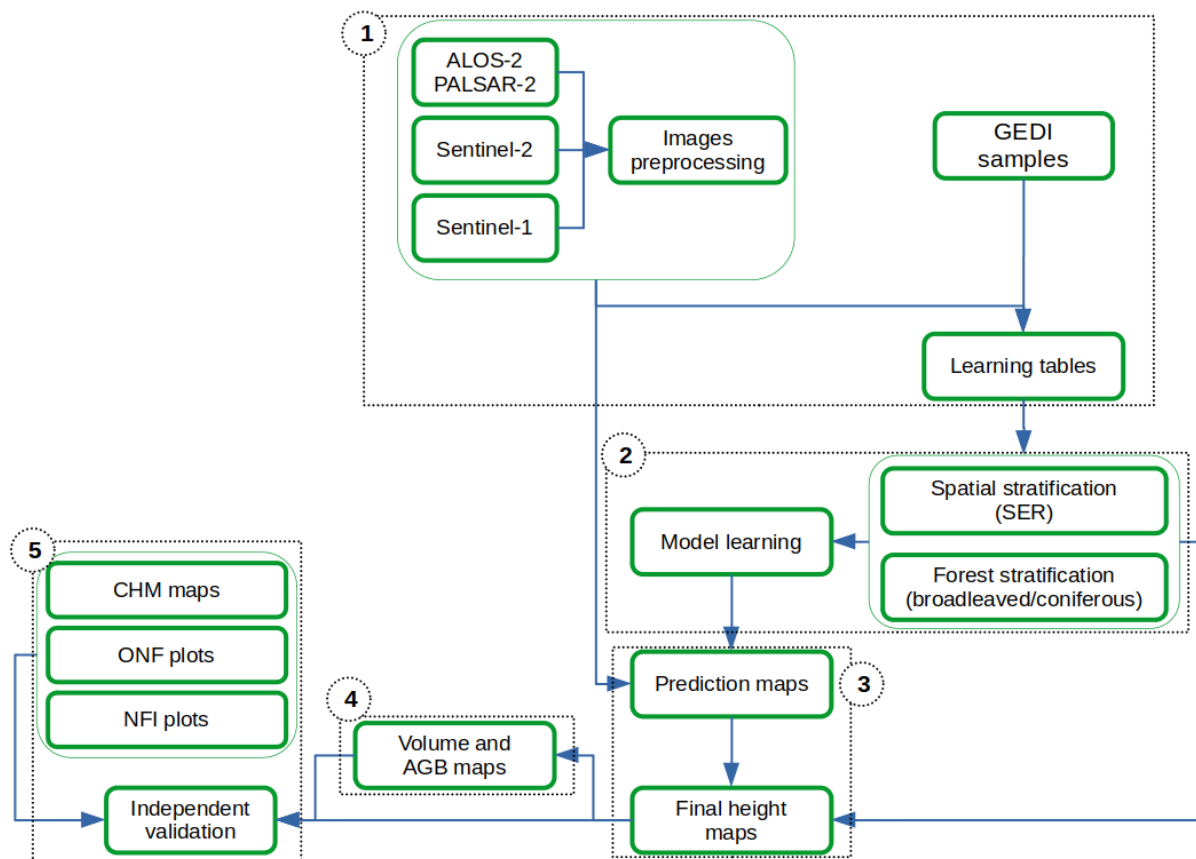 1
ALOS-2
PALSAR-2
Sentinel-2
Sentinel-1
Images
preprocessing
GEDI
samples
Learning tables
2
Spatial stratification
(SER)
Forest stratification
(broadleaved/coniferous)
Model learning
3
Prediction maps
Final height
maps
4
Volume and
AGB maps
5
CHM maps
ONF plots
NFI plots
Independent
validation